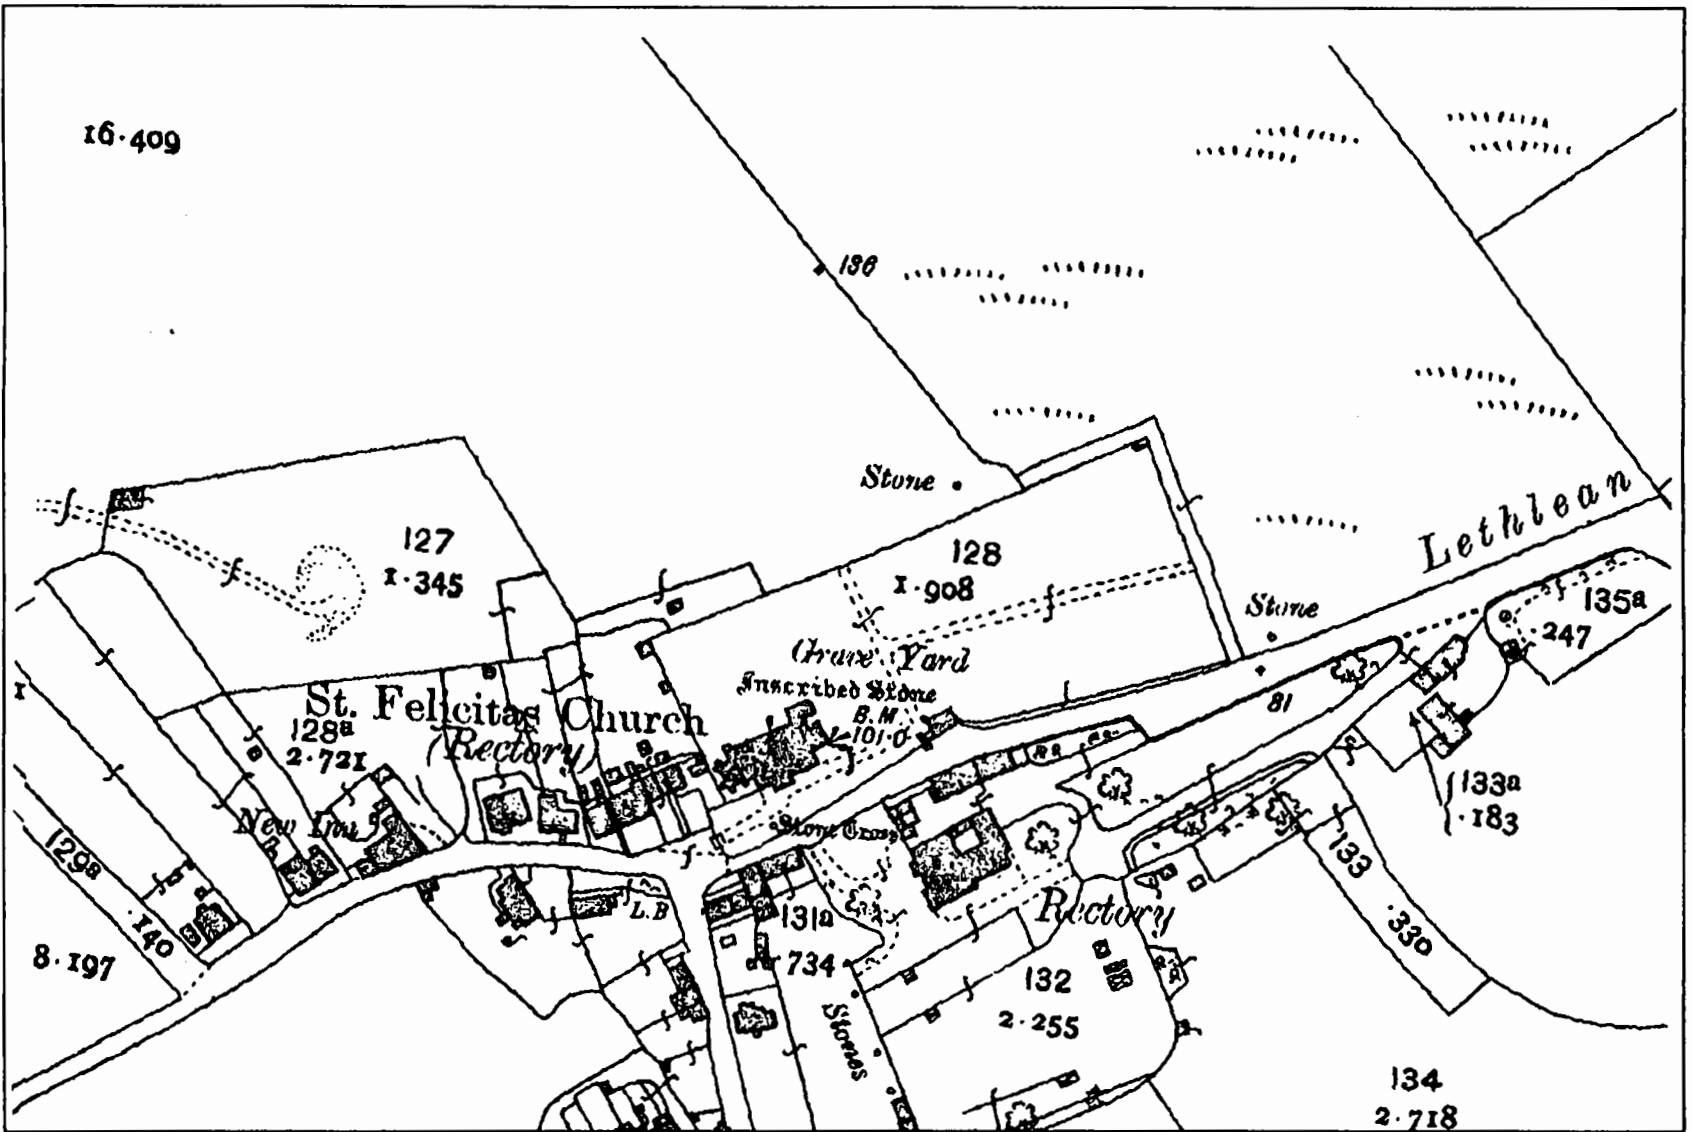 16·409
136
Stone
Lethlean
127
1·345
128
1·908
Stone
135a
·247
Grave Yard
Inscribed Stone
B.M.
101·0
81
St. Felicitas Church
(Rectory)
128a
2·721
133a
·183
New Inn
Stone Cross
129a
·140
133
·330
L.B
131a
·734
Rectory
8·197
132
2·255
Stones
134
2·718
1